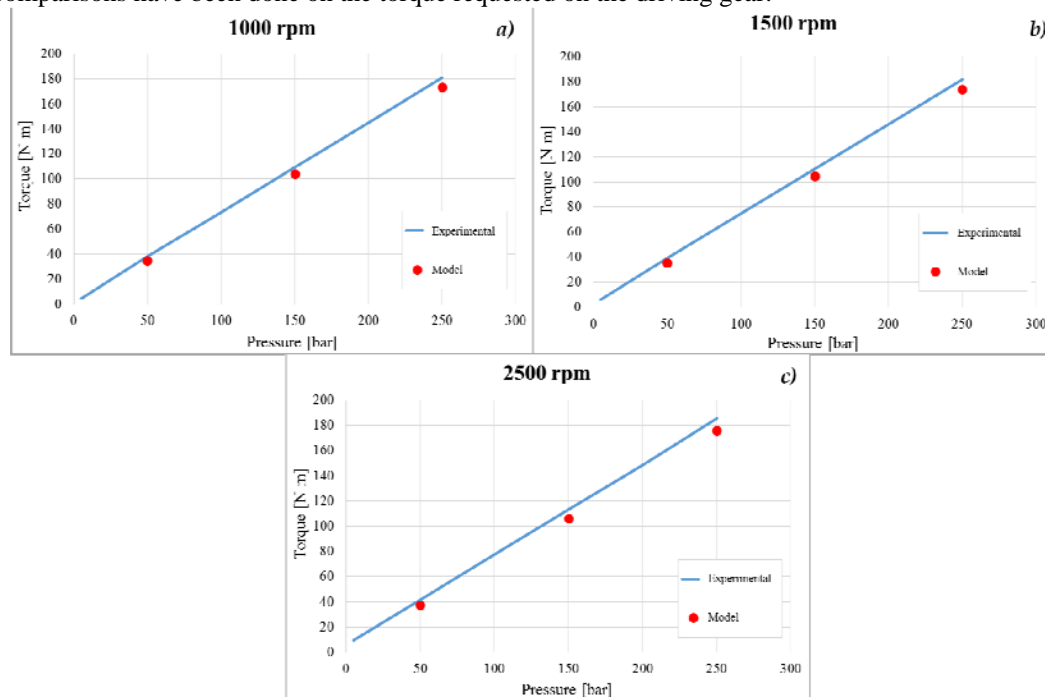 comparisons have been done on the torque requested on the driving gear.
1000 rpm
a)
Torque [N m]
200
180
160
140
120
100
80
60
40
20
0
Experimental
Model
0 50 100 150 200 250 300
Pressure [bar]
1500 rpm
b)
Torque [N m]
200
180
160
140
120
100
80
60
40
20
0
Experimental
Model
0 50 100 150 200 250 300
Pressure [bar]
2500 rpm
c)
Torque [N m]
200
180
160
140
120
100
80
60
40
20
0
Experimental
Model
0 50 100 150 200 250 300
Pressure [bar]